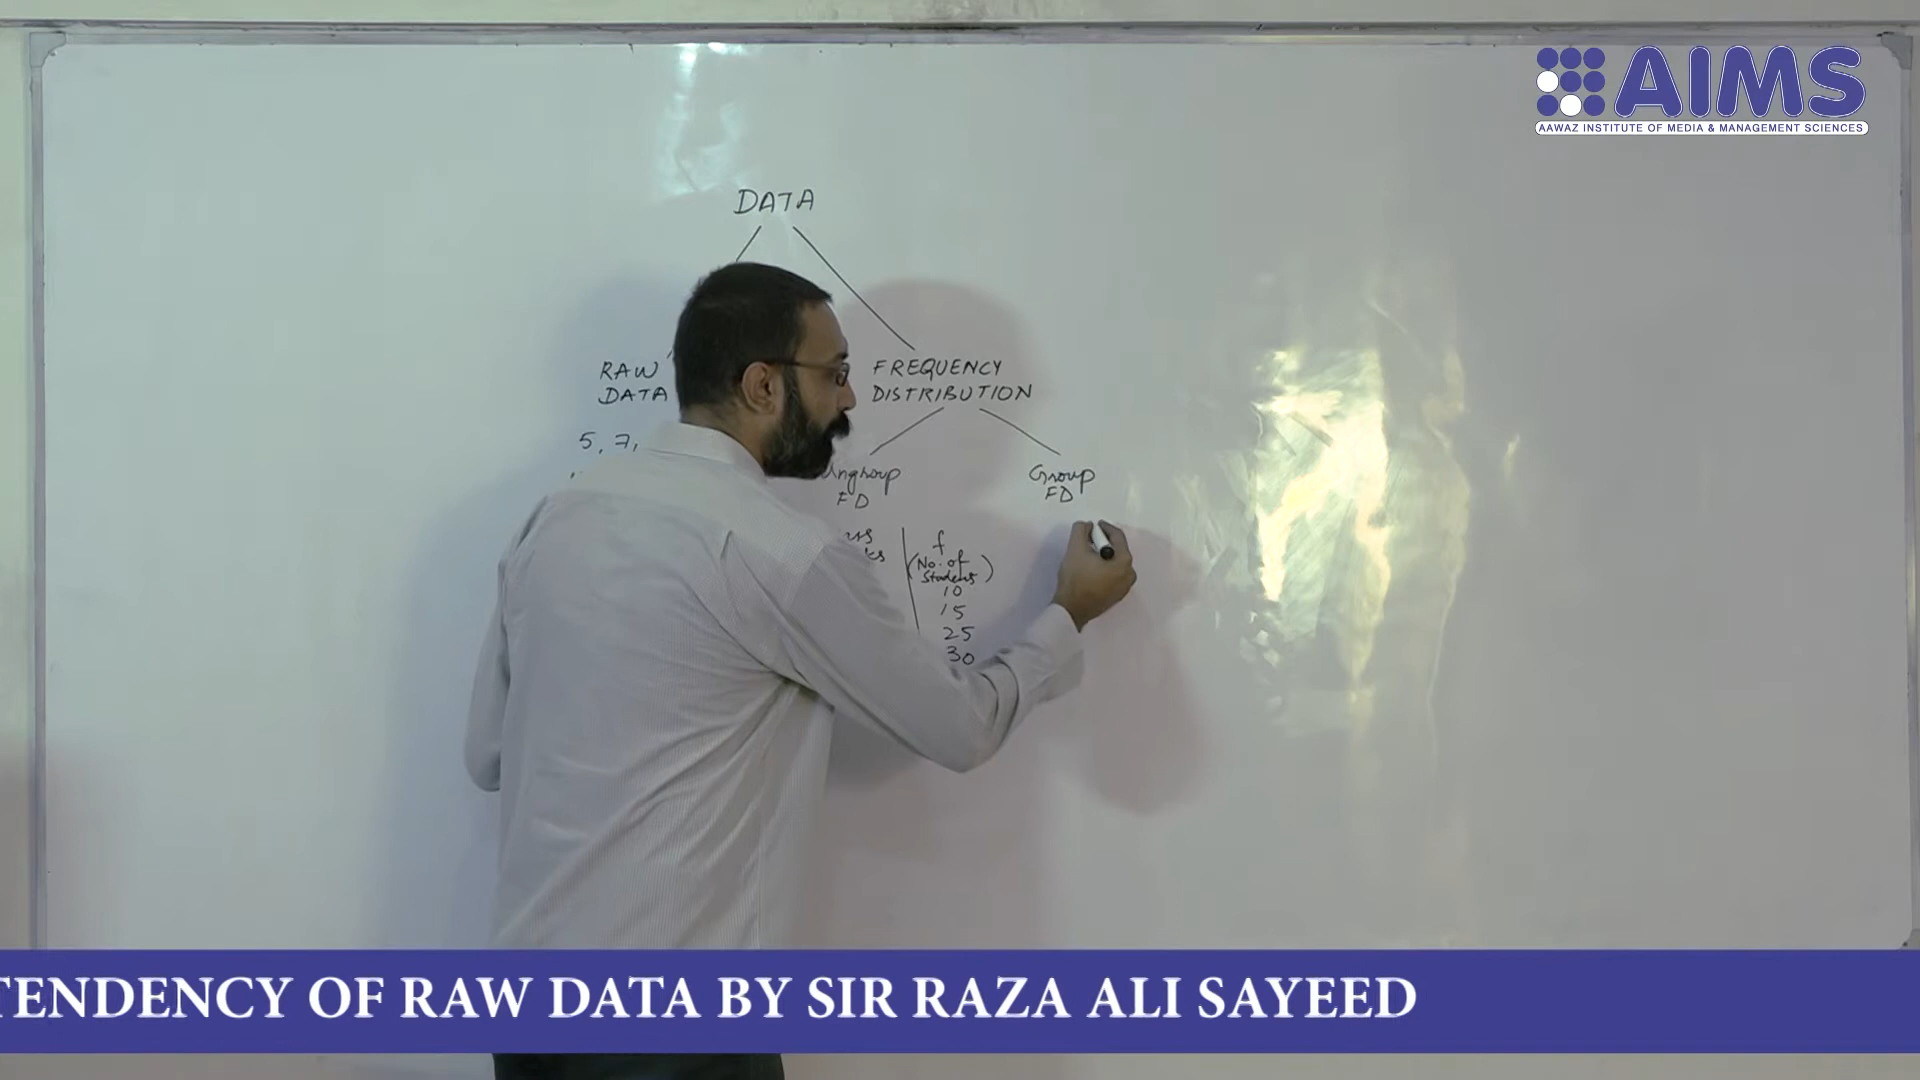 AIMS
AAWAZ INSTITUTE OF MEDIA & MANAGEMENT SCIENCES
DATA
RAW
DATA
FREQUENCY
DISTRIBUTION
5, 7,
Ungroup
FD
Group
FD
f
(No. of
Students)
10
15
25
30
TENDENCY OF RAW DATA BY SIR RAZA ALI SAYEED